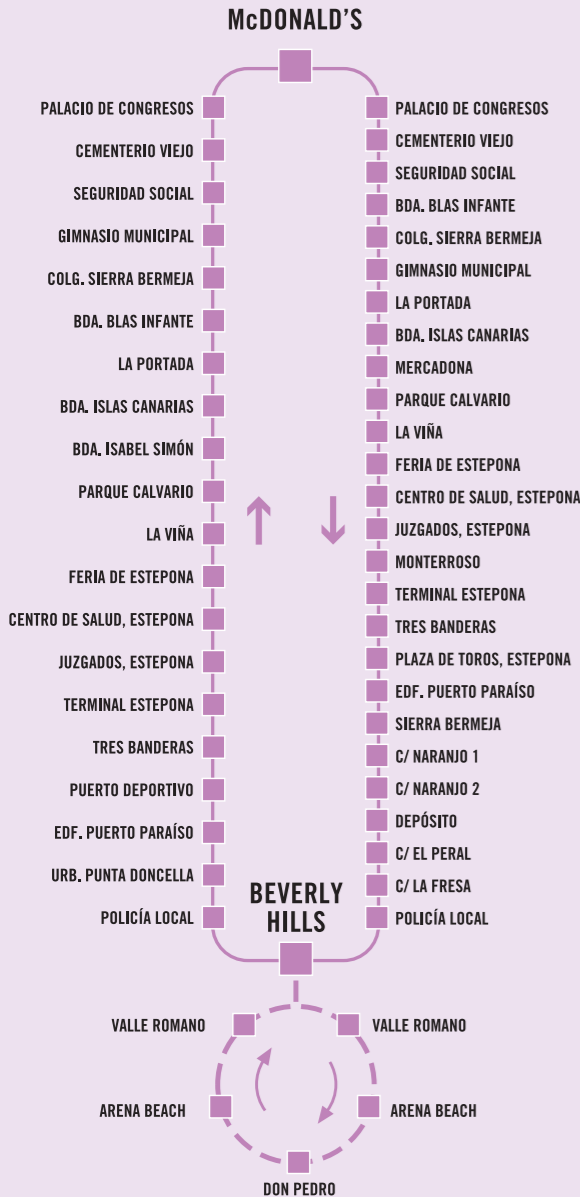 McDONALD'S
PALACIO DE CONGRESOS
CEMENTERIO VIEJO
SEGURIDAD SOCIAL
GIMNASIO MUNICIPAL
COLG. SIERRA BERMEJA
BDA. BLAS INFANTE
LA PORTADA
BDA. ISLAS CANARIAS
BDA. ISABEL SIMÓN
PARQUE CALVARIO
LA VIÑA
FERIA DE ESTEPONA
CENTRO DE SALUD, ESTEPONA
JUZGADOS, ESTEPONA
TERMINAL ESTEPONA
TRES BANDERAS
PUERTO DEPORTIVO
EDF. PUERTO PARAÍSO
URB. PUNTA DONCELLA
POLICÍA LOCAL
PALACIO DE CONGRESOS
CEMENTERIO VIEJO
SEGURIDAD SOCIAL
BDA. BLAS INFANTE
COLG. SIERRA BERMEJA
GIMNASIO MUNICIPAL
LA PORTADA
BDA. ISLAS CANARIAS
MERCADONA
PARQUE CALVARIO
LA VIÑA
FERIA DE ESTEPONA
CENTRO DE SALUD, ESTEPONA
JUZGADOS, ESTEPONA
MONTERROSO
TERMINAL ESTEPONA
TRES BANDERAS
PLAZA DE TOROS, ESTEPONA
EDF. PUERTO PARAÍSO
SIERRA BERMEJA
C/ NARANJO 1
C/ NARANJO 2
DEPÓSITO
C/ EL PERAL
C/ LA FRESA
POLICÍA LOCAL
BEVERLY
HILLS
VALLE ROMANO
VALLE ROMANO
ARENA BEACH
ARENA BEACH
DON PEDRO